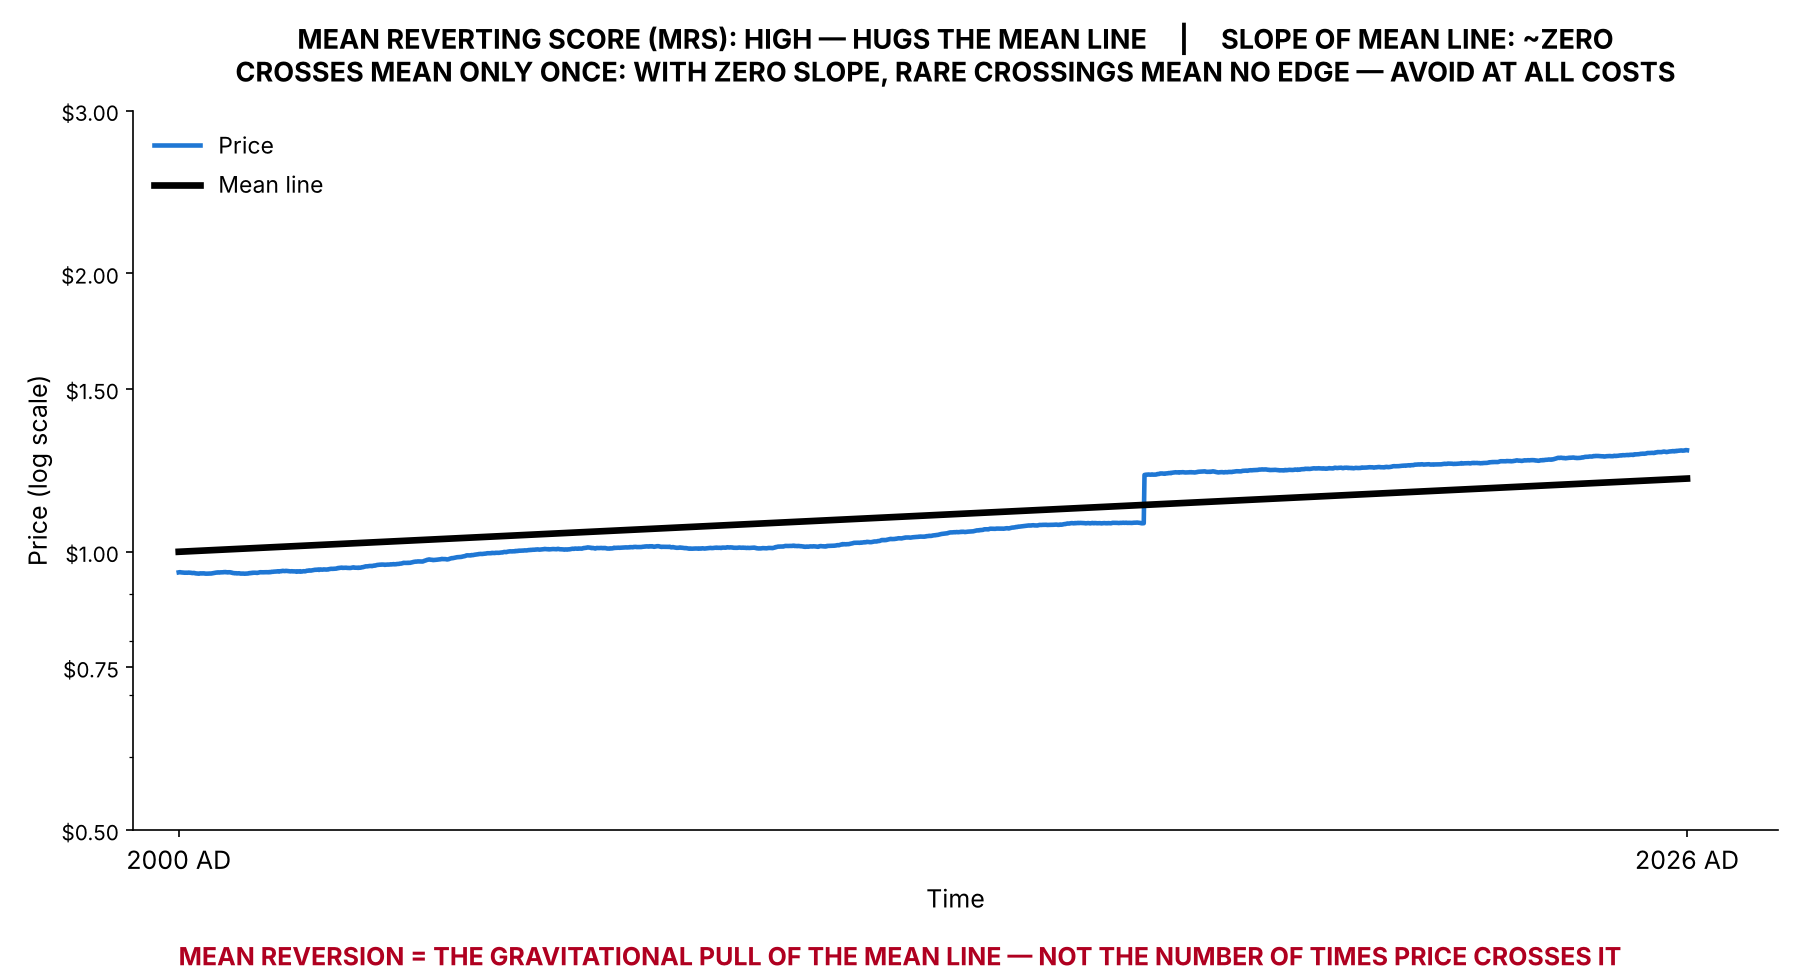 MEAN REVERTING SCORE (MRS): HIGH — HUGS THE MEAN LINE | SLOPE OF MEAN LINE: ~ZERO
CROSSES MEAN ONLY ONCE: WITH ZERO SLOPE, RARE CROSSINGS MEAN NO EDGE — AVOID AT ALL COSTS
$3.00
Price
Mean line
$2.00
$1.50
Price (log scale)
$1.00
$0.75
$0.50
2000 AD
2026 AD
Time
MEAN REVERSION = THE GRAVITATIONAL PULL OF THE MEAN LINE — NOT THE NUMBER OF TIMES PRICE CROSSES IT